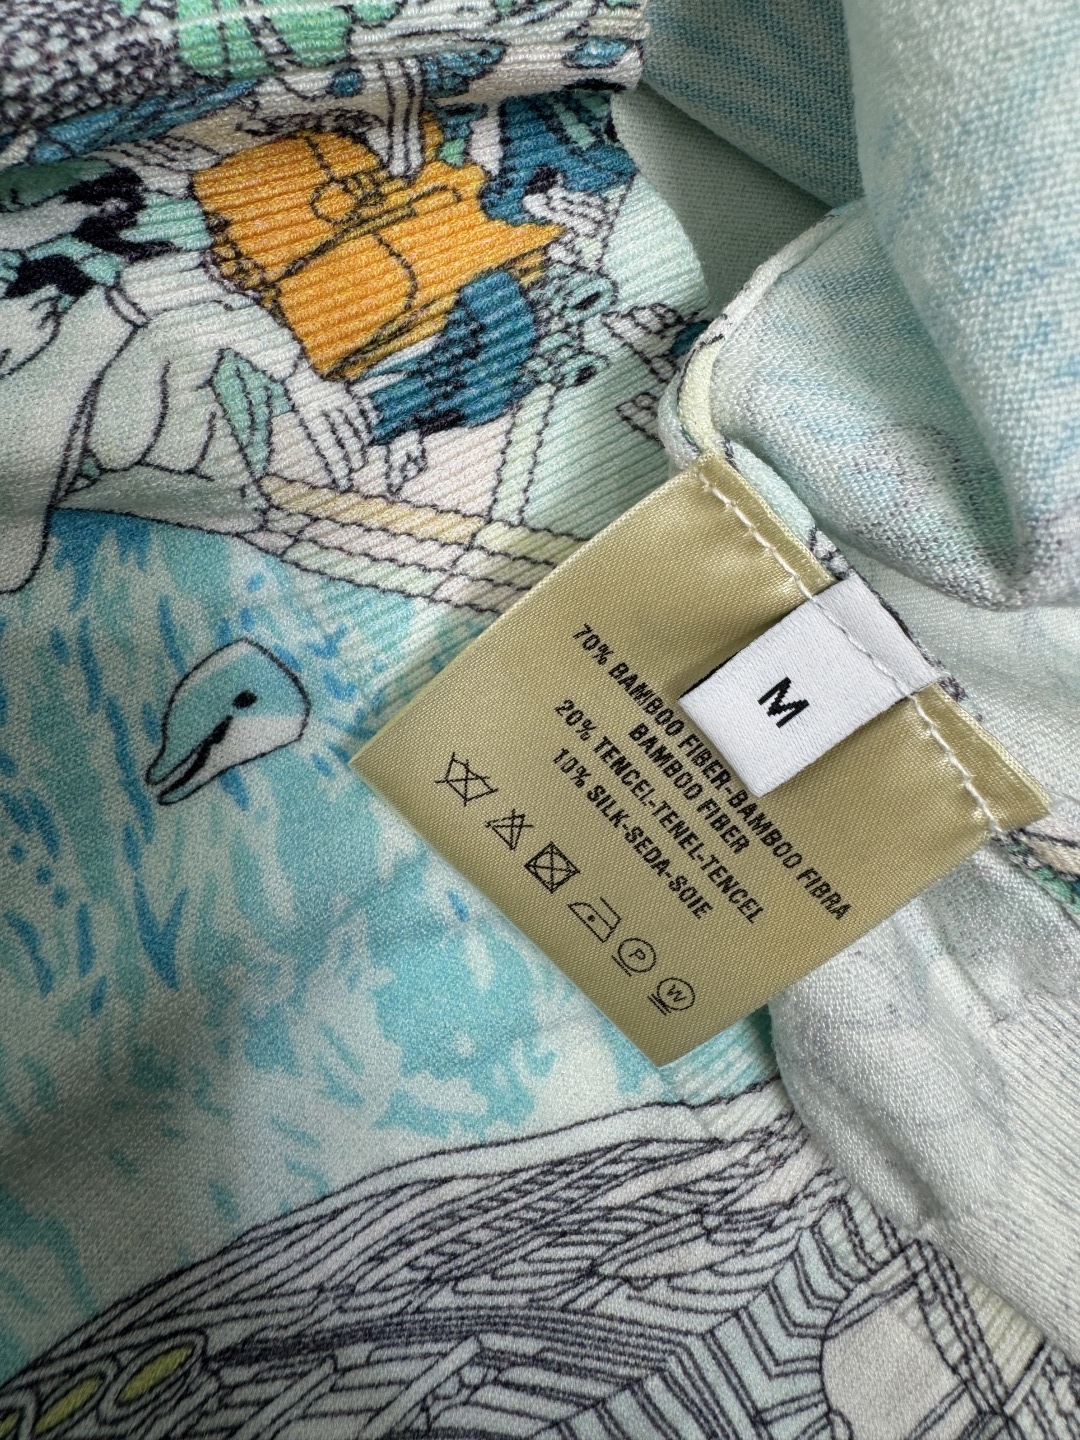 M
70% BAMBOO FIBER-BAMBOO FIBRA
BAMBOO FIBER
20% TENCEL-TENEL-TENCEL
10% SILK-SEDA-SOIE
P
W